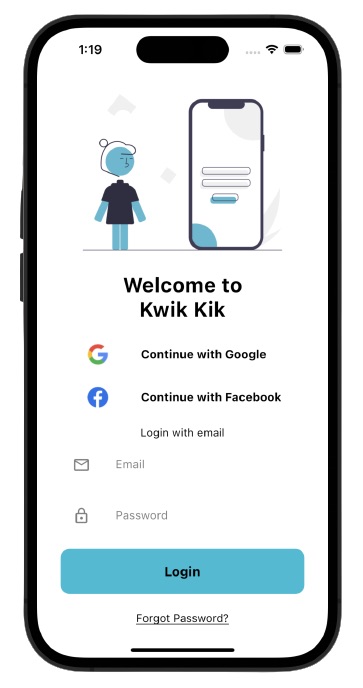 1:19
Welcome to
Kwik Kik
Continue with Google
Continue with Facebook
Login with email
Email
Password
Login
Forgot Password?